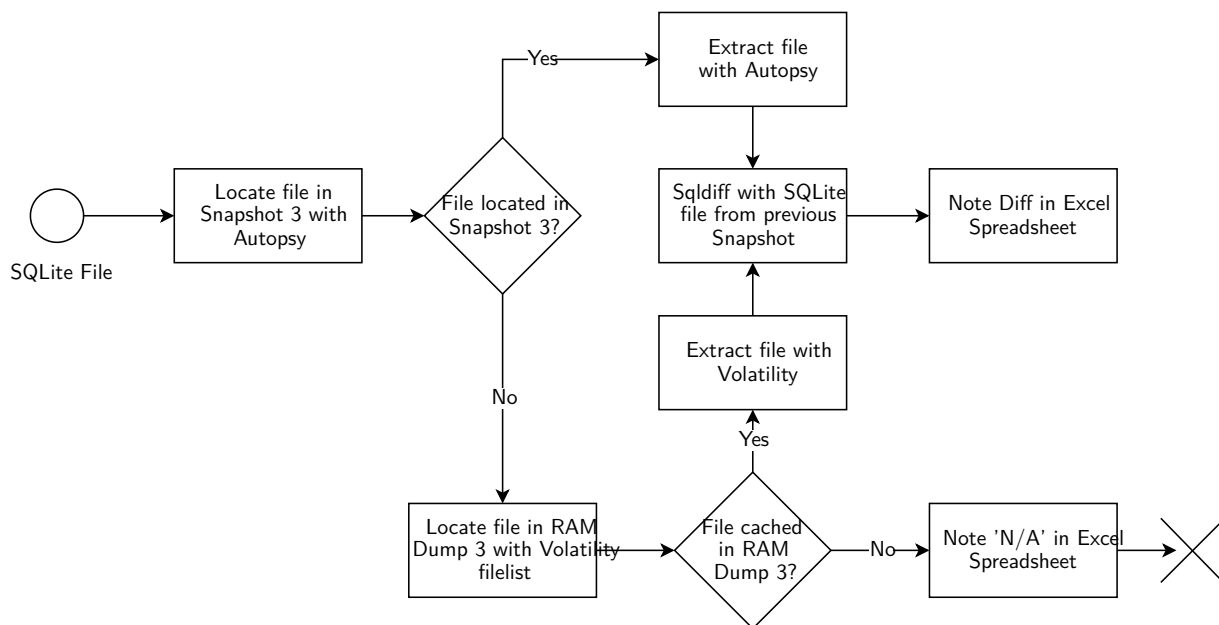 Yes
Extract file
with Autopsy
Locate file in
Snapshot 3 with
Autopsy
File located in
Snapshot 3?
Sqldiff with SQLite
file from previous
Snapshot
Note Diff in Excel
Spreadsheet
SQLite File
Extract file with
Volatility
No
Yes
Locate file in RAM
Dump 3 with Volatility
filelist
File cached
in RAM
Dump 3?
No
Note 'N/A' in Excel
Spreadsheet